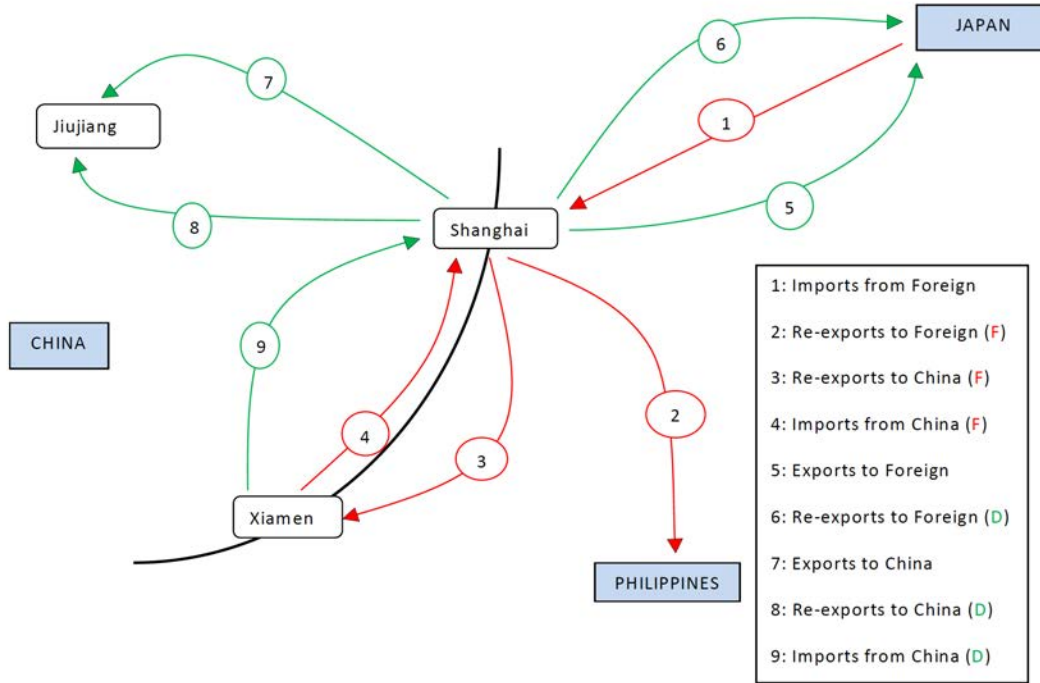 JAPAN
6
7
1
Jiujiang
5
8
Shanghai
CHINA
9
4
3
2
Xiamen
PHILIPPINES
1: Imports from Foreign
2: Re-exports to Foreign (F)
3: Re-exports to China (F)
4: Imports from China (F)
5: Exports to Foreign
6: Re-exports to Foreign (D)
7: Exports to China
8: Re-exports to China (D)
9: Imports from China (D)